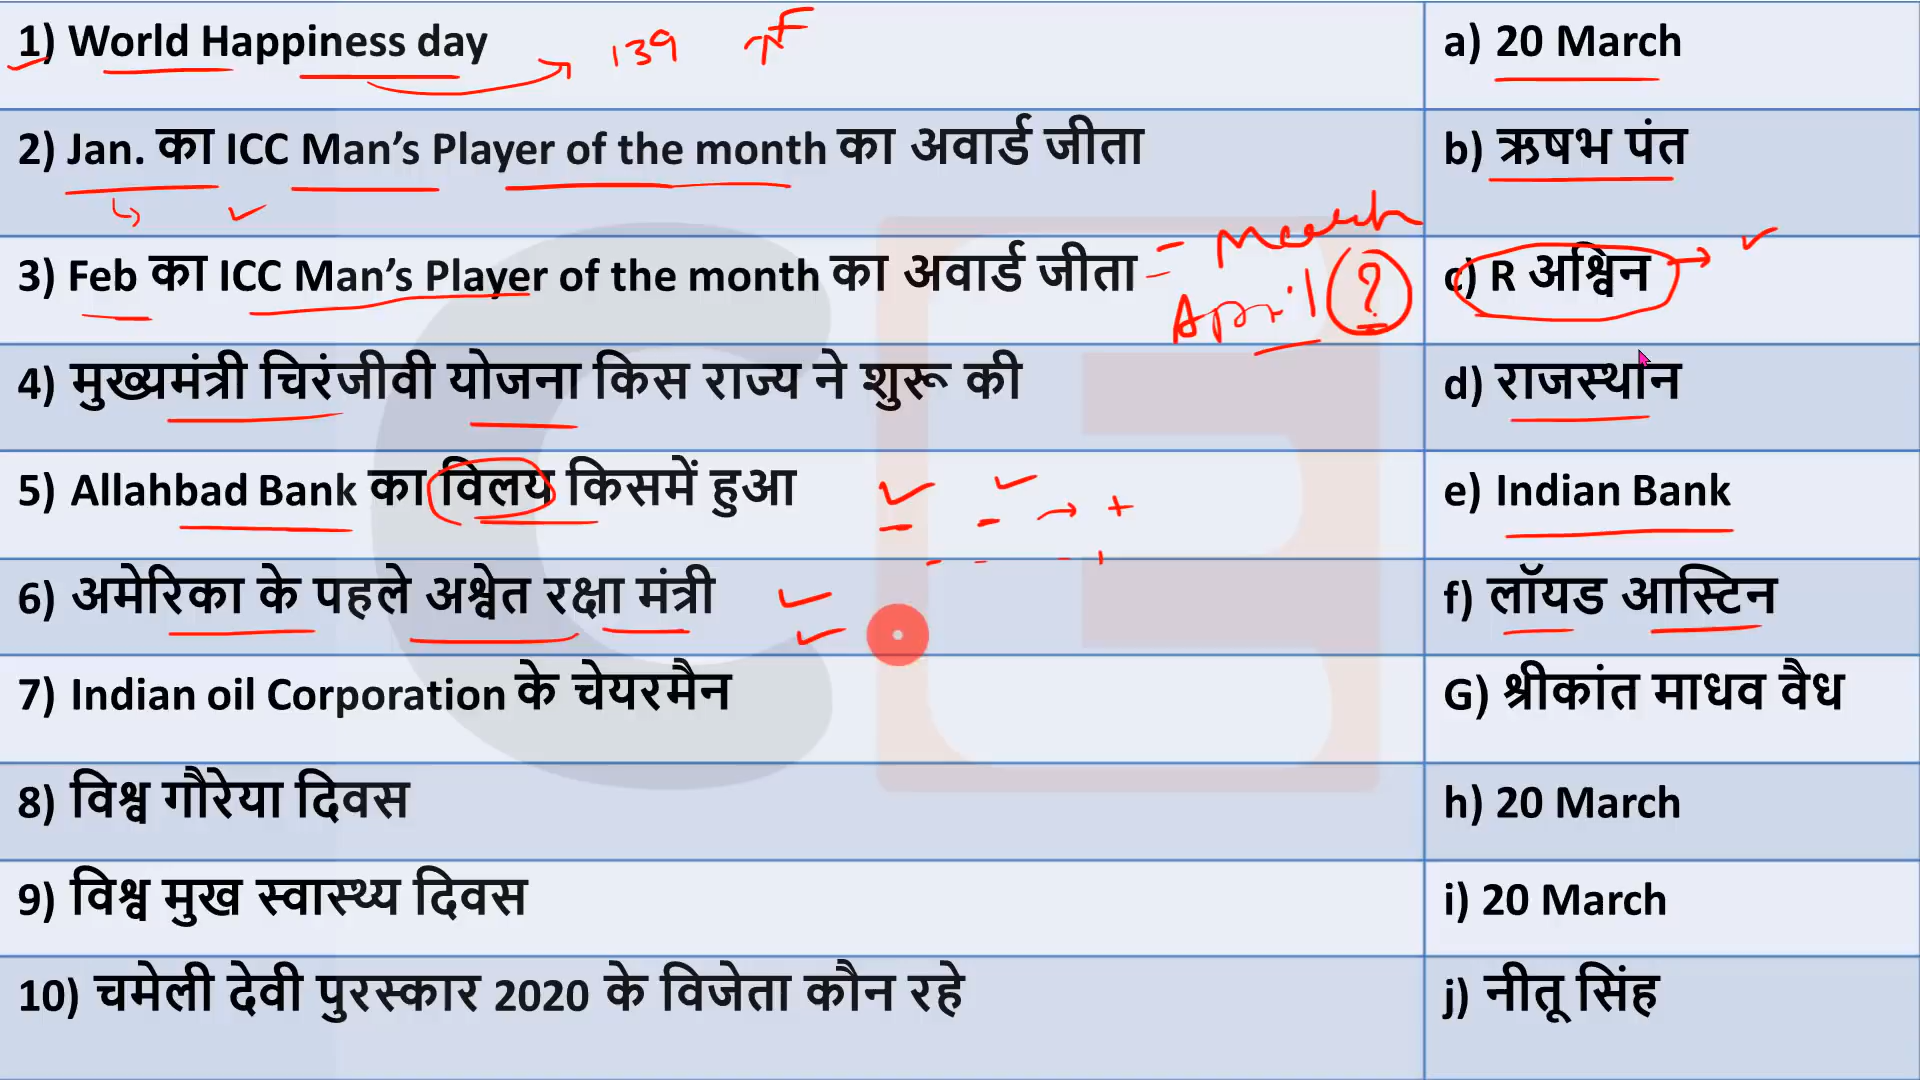 1) World Happiness day 139 a) 20 March
2) Jan. का ICC Man’s Player of the month का अवार्ड जीता b) ऋषभ पंत
March
3) Feb का ICC Man’s Player of the month का अवार्ड जीता c) R अश्विन
April ?
4) मुख्यमंत्री चिरंजीवी योजना किस राज्य ने शुरू की d) राजस्थान
5) Allahbad Bank का विलय किसमें हुआ e) Indian Bank
6) अमेरिका के पहले अश्वेत रक्षा मंत्री f) लॉयड आस्टिन
7) Indian oil Corporation के चेयरमैन G) श्रीकांत माधव वैध
8) विश्व गौरेया दिवस h) 20 March
9) विश्व मुख स्वास्थ्य दिवस i) 20 March
10) चमेली देवी पुरस्कार 2020 के विजेता कौन रहे j) नीतू सिंह